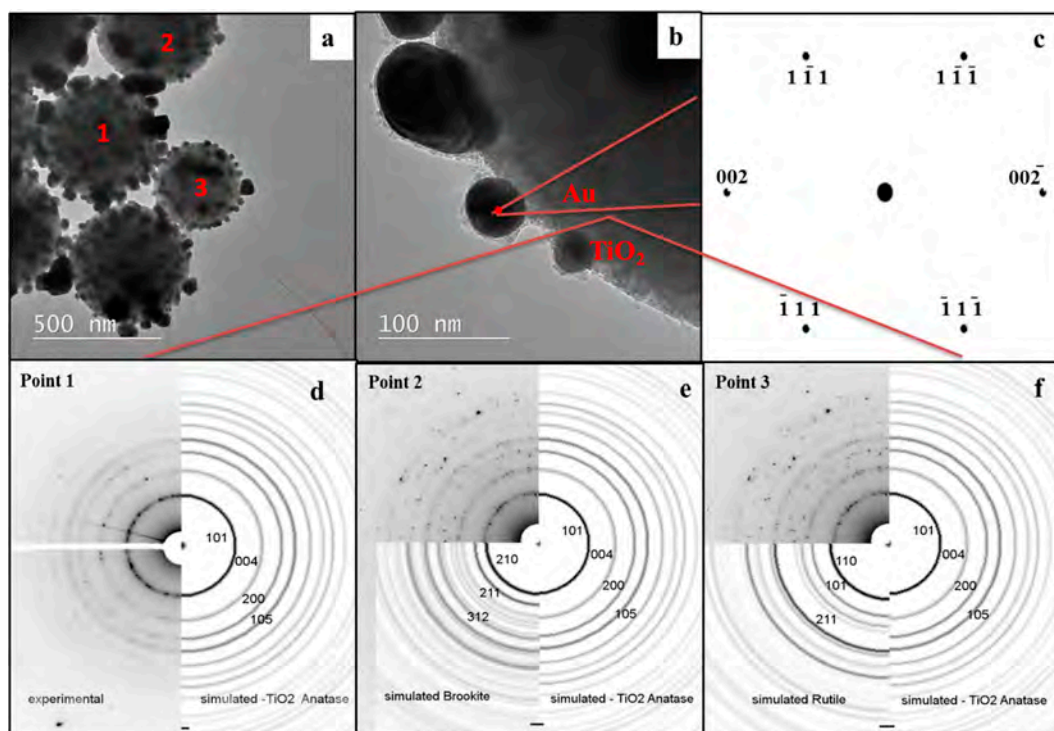 a
2
1
3
500 nm
b
Au
TiO₂
100 nm
c
1 1̄ 1
1 1̄ 1̄
002
002̄
1̄ 1 1
1̄ 1 1̄
Point 1
d
101
004
200
105
experimental
simulated -TiO2 Anatase
Point 2
e
101
210
004
211
200
312
105
simulated Brookite
simulated -TiO2 Anatase
Point 3
f
101
110
004
101
200
211
105
simulated Rutile
simulated - TiO2 Anatase